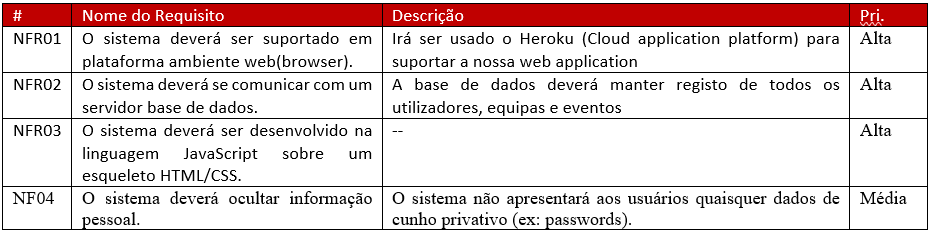 # Nome do Requisito Descrição Pri.
NFR01 O sistema deverá ser suportado em Irá ser usado o Heroku (Cloud application platform) para Alta
plataforma ambiente web(browser). suportar a nossa web application
NFR02 O sistema deverá se comunicar com um A base de dados deverá manter registo de todos os Alta
servidor base de dados. utilizadores, equipas e eventos
NFR03 O sistema deverá ser desenvolvido na -- Alta
linguagem JavaScript sobre um
esqueleto HTML/CSS.
NF04 O sistema deverá ocultar informação O sistema não apresentará aos usuários quaisquer dados de Média
pessoal. cunho privativo (ex: passwords).